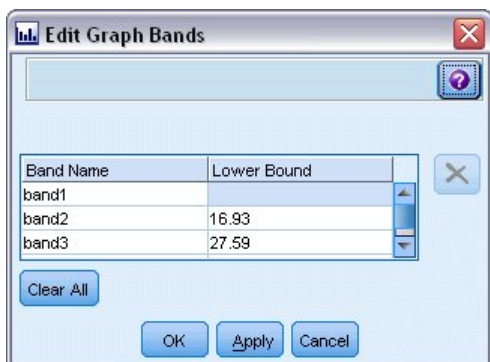 Edit Graph Bands
?
Band Name Lower Bound
band1
band2 16.93
band3 27.59
Clear All
OK Apply Cancel